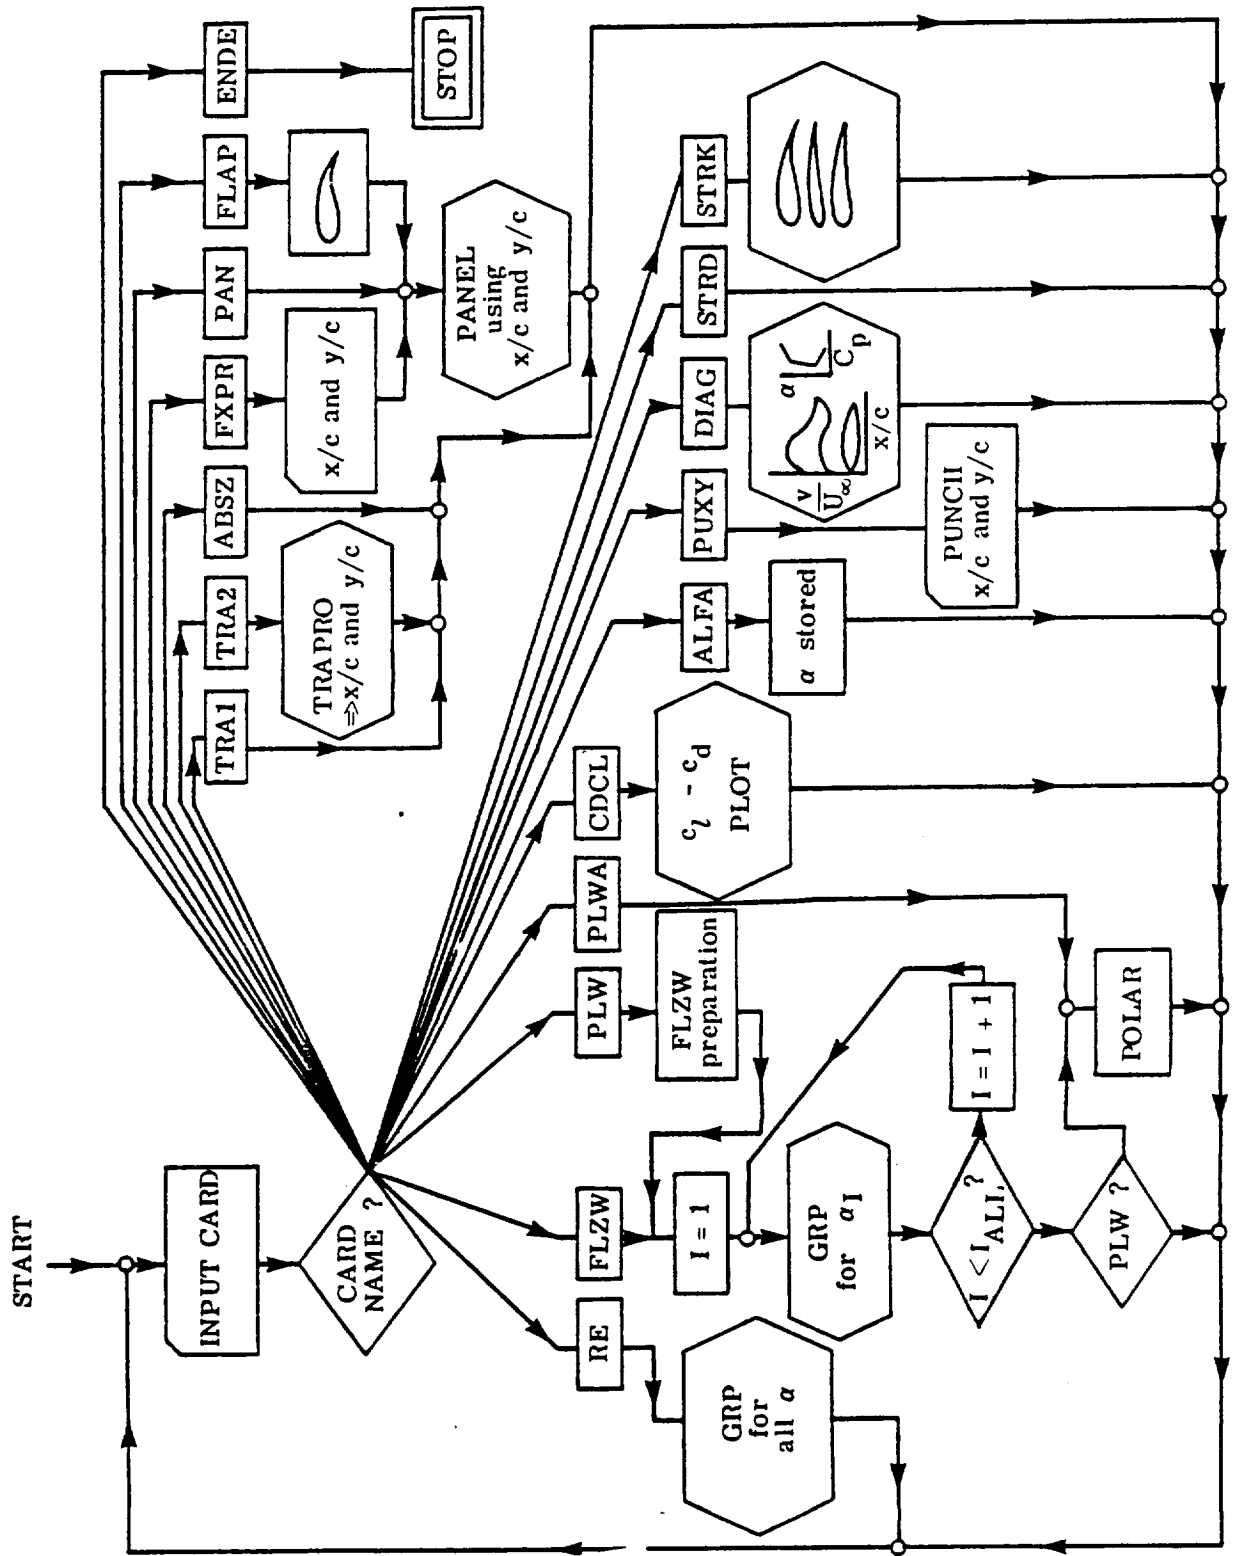 START
INPUT CARD
CARD
NAME ?
TRA1
TRA2
ABSZ
FXPR
PAN
FLAP
ENDE
TRAPRO
⇒x/c and y/c
x/c and y/c
STOP
PANEL
using
x/c and y/c
RE
FLZW
PLW
PLWA
CDCL
ALFA
PUXY
DIAG
STRD
STRK
GRP
for
all α
I = 1
FLZW
preparation
c_l - c_d
PLOT
α stored
v
U∞
x/c
α
C_p
GRP
for α_I
PUNCH
x/c and y/c
I < I_ALL ?
I = I + 1
PLW ?
POLAR